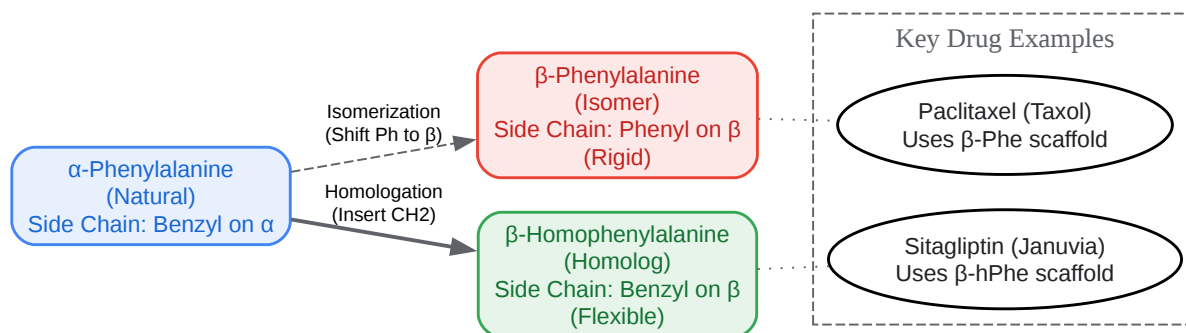 Key Drug Examples
β-Phenylalanine
(Isomer)
Side Chain: Phenyl on β
(Rigid)
Isomerization
(Shift Ph to β)
Paclitaxel (Taxol)
Uses β-Phe scaffold
α-Phenylalanine
(Natural)
Side Chain: Benzyl on α
Homologation
(Insert CH2)
β-Homophenylalanine
(Homolog)
Side Chain: Benzyl on β
(Flexible)
Sitagliptin (Januvia)
Uses β-hPhe scaffold